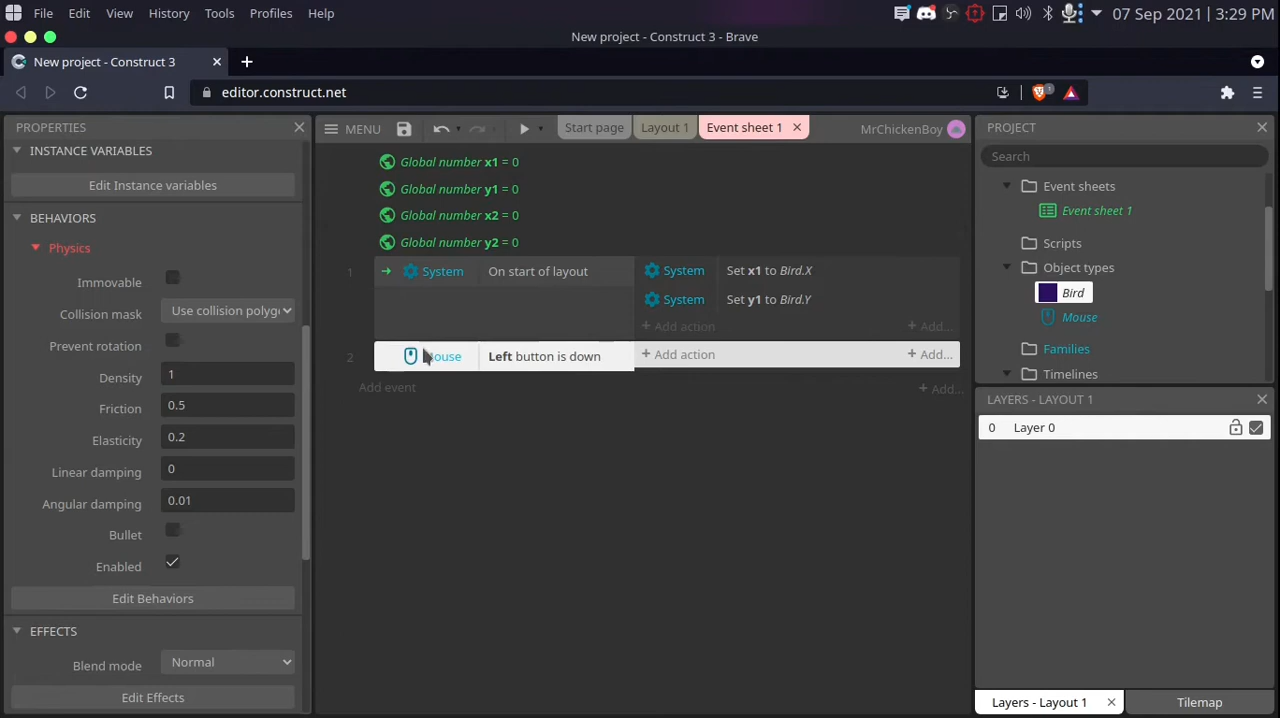 File Edit View History Tools Profiles Help
07 Sep 2021 | 3:29 PM
New project - Construct 3 - Brave
New project - Construct 3
editor.construct.net
1
PROPERTIES
INSTANCE VARIABLES
Edit Instance variables
BEHAVIORS
Physics
Immovable
Collision mask Use collision polyg
Prevent rotation
Density 1
Friction 0.5
Elasticity 0.2
Linear damping 0
Angular damping 0.01
Bullet
Enabled
Edit Behaviors
EFFECTS
Blend mode Normal
Edit Effects
MENU
Start page Layout 1 Event sheet 1
MrChickenBoy
Global number x1 = 0
Global number y1 = 0
Global number x2 = 0
Global number y2 = 0
1 System On start of layout System Set x1 to Bird.X
System Set y1 to Bird.Y
+ Add action + Add...
2 Left button is down + Add action + Add...
Add event + Add...
PROJECT
Search
Event sheets
Event sheet 1
Scripts
Object types
Bird
Mouse
Families
Timelines
LAYERS - LAYOUT 1
0 Layer 0
Layers - Layout 1 Tilemap